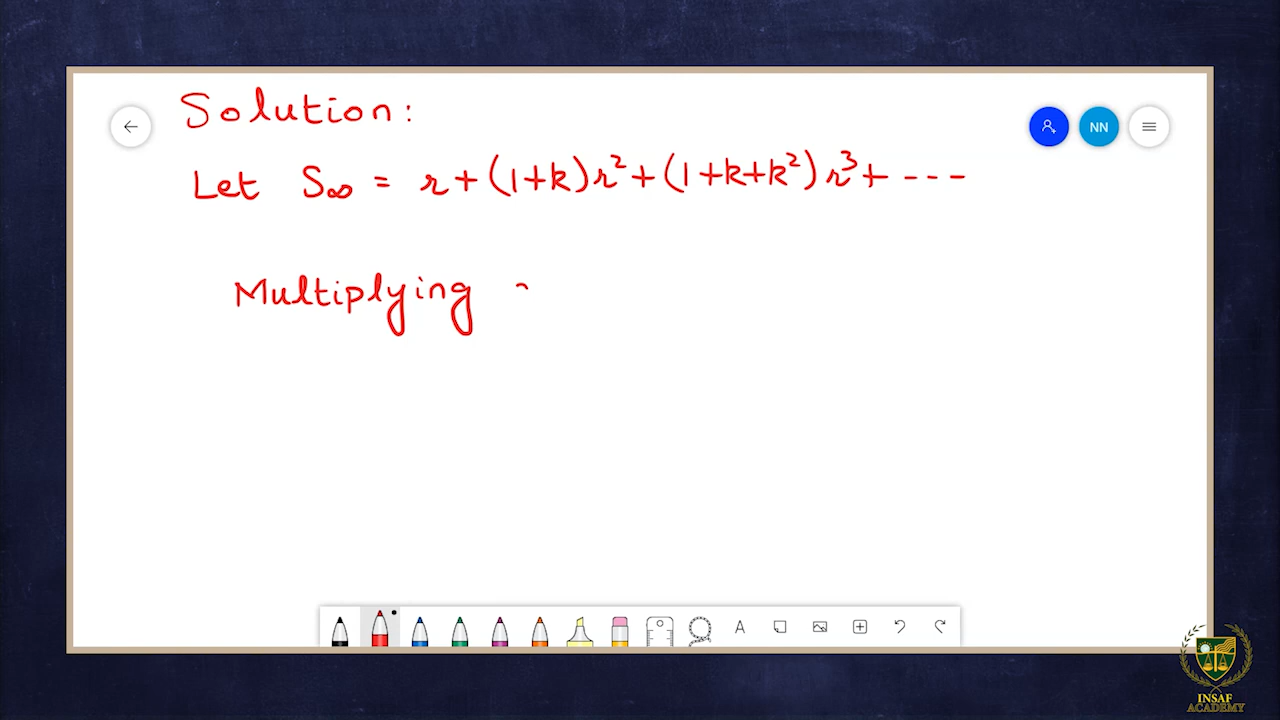 Solution:
Let S∞ = r + (1+k)r² + (1+k+k²)r³ + ---
Multiplying
NN
A
INSAF
ACADEMY